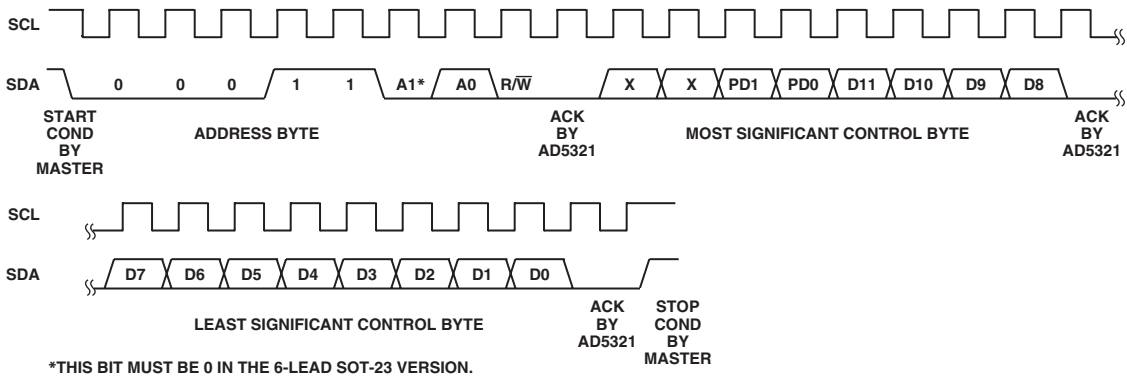 SCL
SDA 0 0 0 1 1 A1* A0 R/W̅ X X PD1 PD0 D11 D10 D9 D8
START COND BY MASTER
ADDRESS BYTE
ACK BY AD5321
MOST SIGNIFICANT CONTROL BYTE
ACK BY AD5321
SCL
SDA D7 D6 D5 D4 D3 D2 D1 D0
LEAST SIGNIFICANT CONTROL BYTE
ACK BY AD5321
STOP COND BY MASTER
*THIS BIT MUST BE 0 IN THE 6-LEAD SOT-23 VERSION.